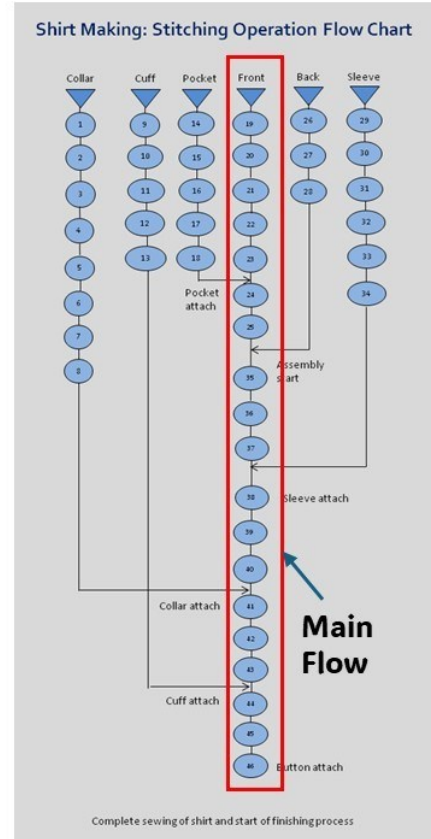 Shirt Making: Stitching Operation Flow Chart
Collar Cuff Pocket Front Back Sleeve
1 9 14 19 26 29
2 10 15 20 27 30
3 11 16 21 28 31
4 12 17 22 32
5 13 18 23 33
6 24 34
Pocket
attach
7 25
8 35
Assembly
start
36
37
38 Sleeve attach
39
40
Collar attach 41
42
43
Main
Flow
Cuff attach 44
45
46 Button attach
Complete sewing of shirt and start of finishing process